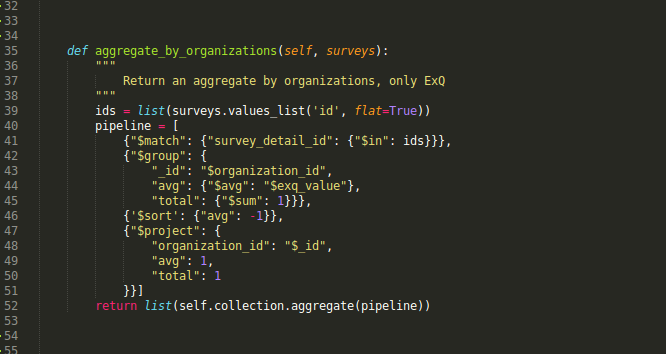 32
33
34
35 def aggregate_by_organizations(self, surveys):
36 """
37 Return an aggregate by organizations, only ExQ
38 """
39 ids = list(surveys.values_list('id', flat=True))
40 pipeline = [
41 {"$match": {"survey_detail_id": {"$in": ids}}},
42 {"$group": {
43 "_id": "$organization_id",
44 "avg": {"$avg": "$exq_value"},
45 "total": {"$sum": 1}}},
46 {'$sort': {"avg": -1}},
47 {"$project": {
48 "organization_id": "$_id",
49 "avg": 1,
50 "total": 1
51 }}]
52 return list(self.collection.aggregate(pipeline))
53
54
55